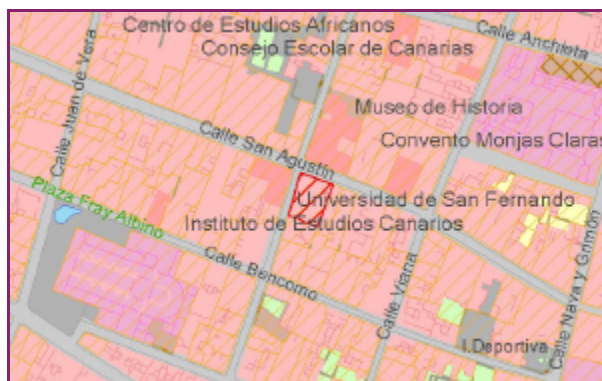 Centro de Estudios Africanos
Consejo Escolar de Canarias
Calle Anchieta
Calle Juan de Vera
Museo de Historia
Calle San Agustín
Convento Monjas Claras
Plaza Fray Albino
Universidad de San Fernando
Instituto de Estudios Canarios
Calle Bencomo
Calle Viana
Calle Nava y Grimón
I.Deportiva